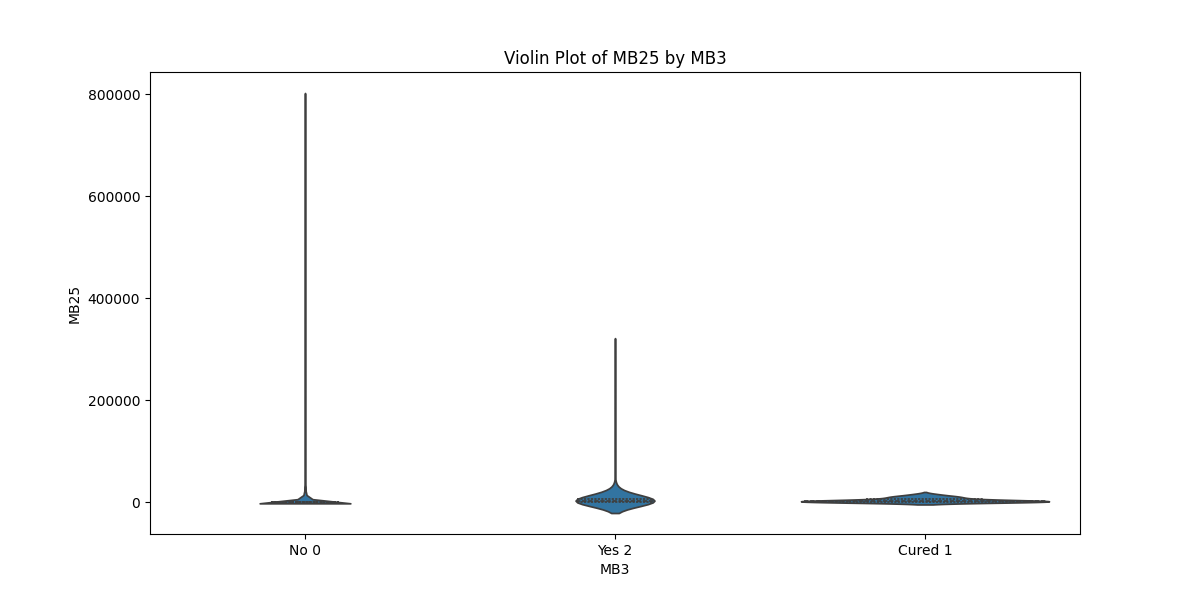 Violin Plot of MB25 by MB3
800000
600000
400000
200000
0
MB25
No 0
Yes 2
Cured 1
MB3